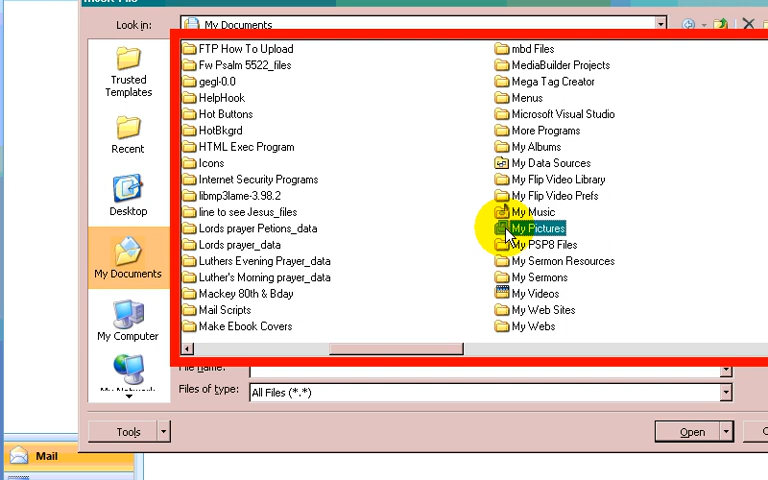 Look in:
My Documents
FTP How To Upload
Fw Psalm 5522_files
gegl-0.0
HelpHook
Hot Buttons
HotBkgrd
HTML Exec Program
Icons
Internet Security Programs
libmp3lame-3.98.2
line to see Jesus_files
Lords prayer Petions_data
Lords prayer_data
Luthers Evening Prayer_data
Luther's Morning prayer_data
Mackey 80th & Bday
Mail Scripts
Make Ebook Covers
mbd Files
MediaBuilder Projects
Mega Tag Creator
Menus
Microsoft Visual Studio
More Programs
My Albums
My Data Sources
My Flip Video Library
My Flip Video Prefs
My Music
My Pictures
My PSP8 Files
My Sermon Resources
My Sermons
My Videos
My Web Sites
My Webs
Trusted
Templates
Recent
Desktop
My Documents
My Computer
My Network
File name:
Files of type:
All Files (*.*)
Tools
Open
Mail